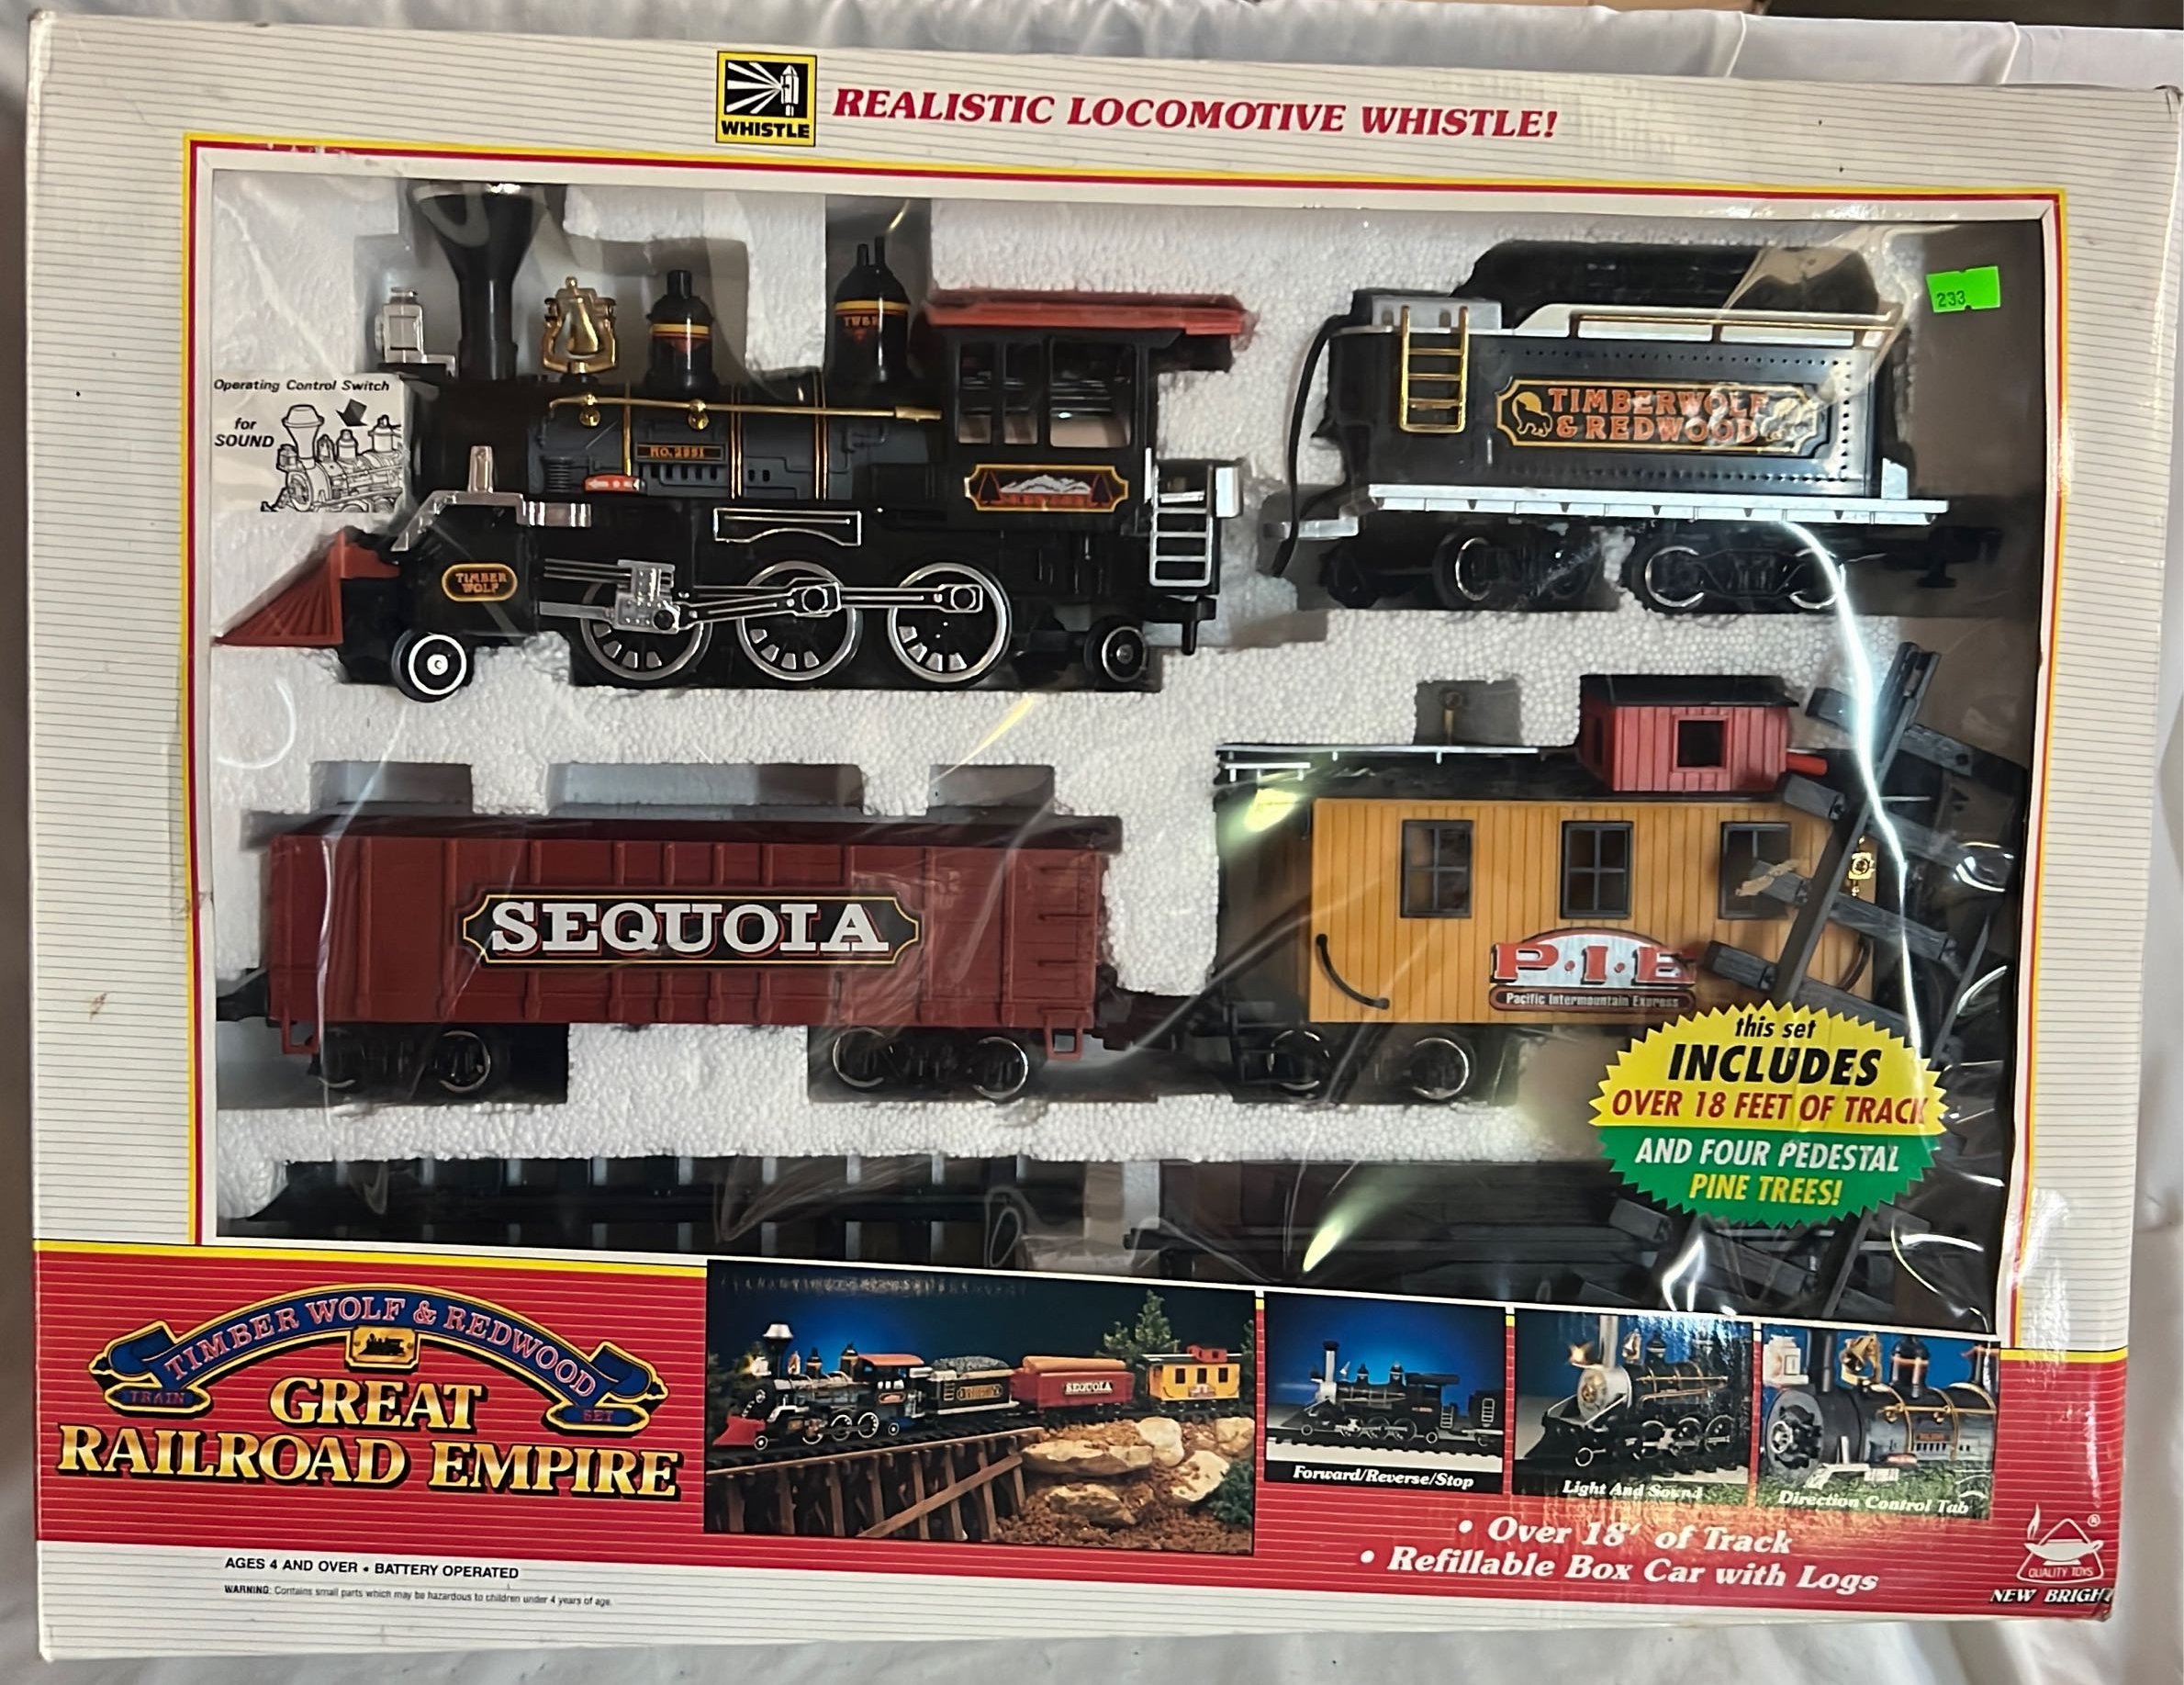 WHISTLE
REALISTIC LOCOMOTIVE WHISTLE!
233
Operating Control Switch
for
SOUND
TWRR
NO. 2351
TIMBER
WOLF
TIMBERWOLF
& REDWOOD
SEQUOIA
P.I.E
Pacific Intermountain Express
this set
INCLUDES
OVER 18 FEET OF TRACK
AND FOUR PEDESTAL
PINE TREES!
TIMBER WOLF & REDWOOD
TRAIN
SET
GREAT
RAILROAD EMPIRE
SEQUOIA
Forward/Reverse/Stop
Light And Sound
Direction Control Tab
• Over 18' of Track
• Refillable Box Car with Logs
AGES 4 AND OVER • BATTERY OPERATED
WARNING: Contains small parts which may be hazardous to children under 4 years of age.
®
QUALITY TOYS
NEW BRIGHT